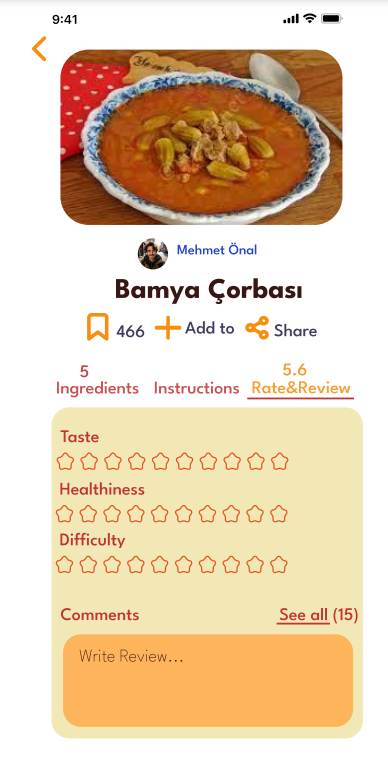 9:41
Mehmet Önal
Bamya Çorbası
466 Add to Share
5 5.6
Ingredients Instructions Rate&Review
Taste
Healthiness
Difficulty
Comments See all (15)
Write Review...